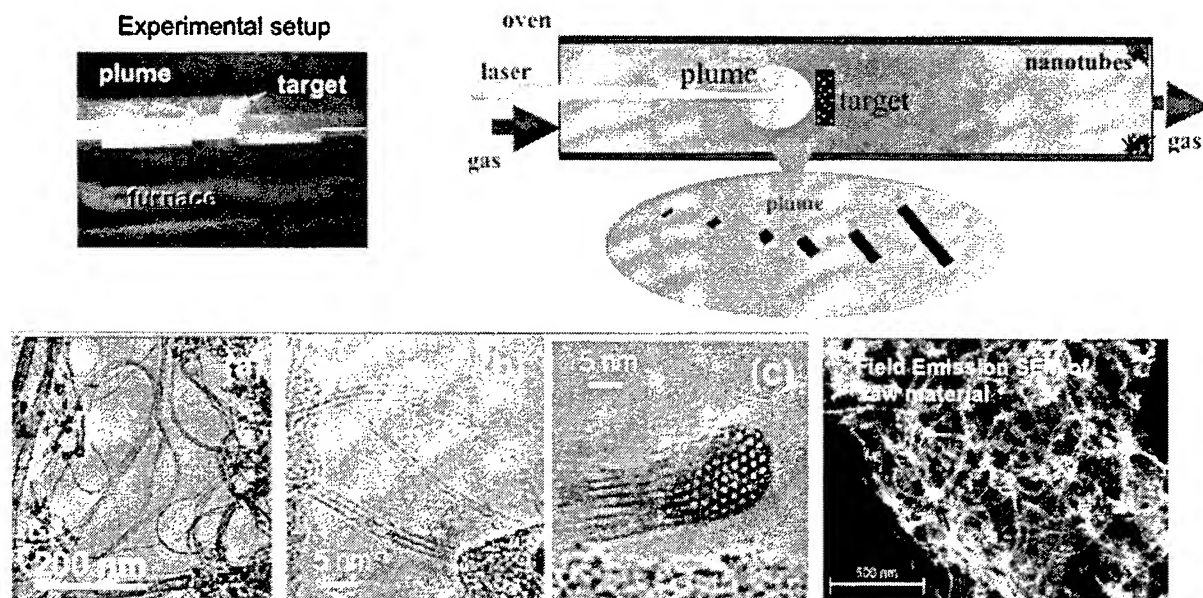 Experimental setup
plume
target
furnace
oven
laser
gas
plume
target
nanotubes
gas
plume
(a)
200 nm
(b)
5 nm
5 nm
(c)
Field Emission SEM of
raw material
500 nm